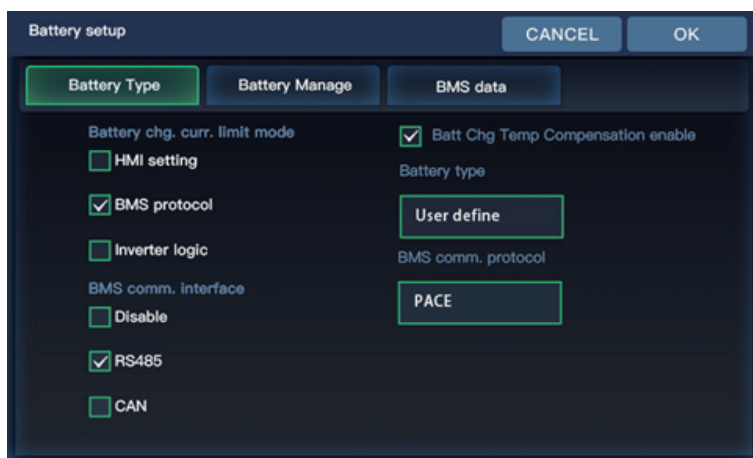 Battery setup
CANCEL
OK
Battery Type
Battery Manage
BMS data
Battery chg. curr. limit mode
HMI setting
BMS protocol
Inverter logic
BMS comm. interface
Disable
RS485
CAN
Batt Chg Temp Compensation enable
Battery type
User define
BMS comm. protocol
PACE